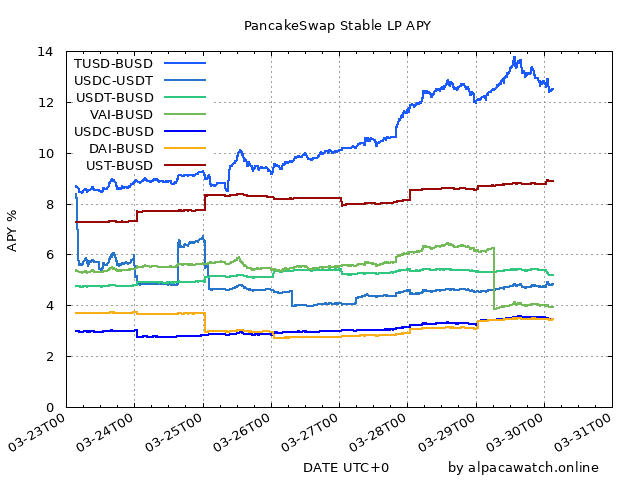 PancakeSwap Stable LP APY
14
12
10
8
6
4
2
0
APY %
TUSD-BUSD
USDC-USDT
USDT-BUSD
VAI-BUSD
USDC-BUSD
DAI-BUSD
UST-BUSD
03-23T00
03-24T00
03-25T00
03-26T00
03-27T00
03-28T00
03-29T00
03-30T00
03-31T00
DATE UTC+0
by alpacawatch.online